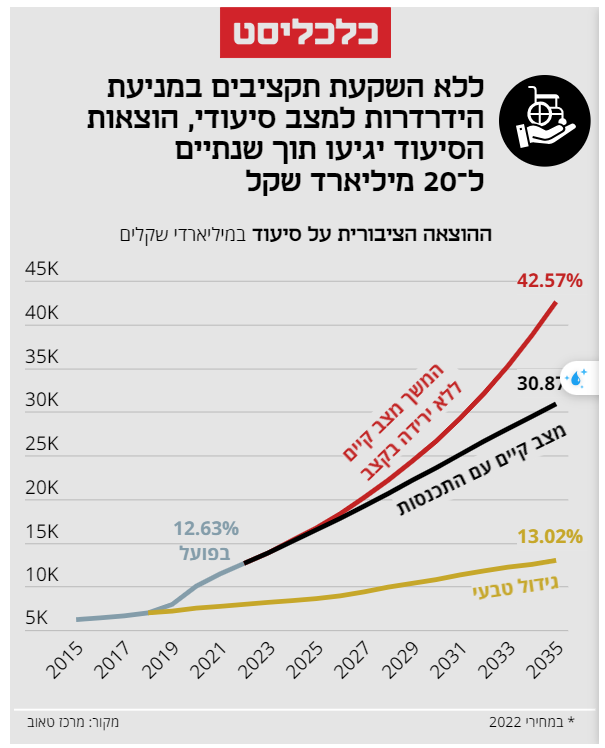 כלכליסט
ללא השקעת תקציבים במניעת
הידרדרות למצב סיעודי, הוצאות
הסיעוד יגיעו תוך שנתיים
ל־20 מיליארד שקל
ההוצאה הציבורית על סיעוד במיליארדי שקלים
45K
42.57%
40K
35K
30.87
30K
25K
20K
15K
10K
5K
המשך מצב קיים
ללא ירידה בקצב
מצב קיים עם התכנסות
12.63%
בפועל
13.02%
גידול טבעי
2015
2017
2019
2021
2023
2025
2027
2029
2031
2033
2035
* במחירי 2022
מקור: מרכז טאוב